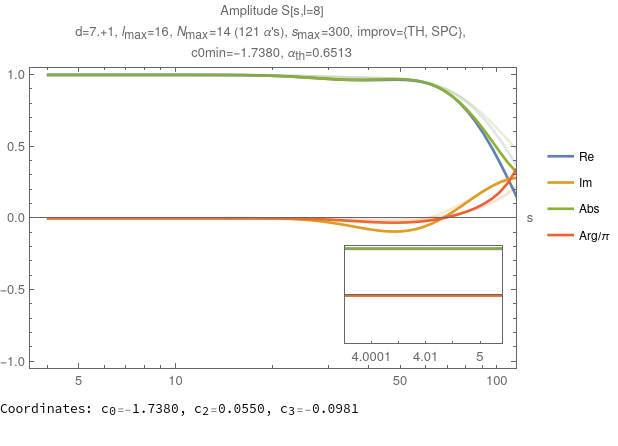 Amplitude S[s,l=8]
d=7.+1, lmax=16, Nmax=14 (121 α's), smax=300, improv={TH, SPC},
c0min=-1.7380, αth=0.6513
1.0
0.5
0.0
-0.5
-1.0
5
10
50
100
s
4.0001
4.01
5
Re
Im
Abs
Arg/π
Coordinates: c0=-1.7380, c2=0.0550, c3=-0.0981